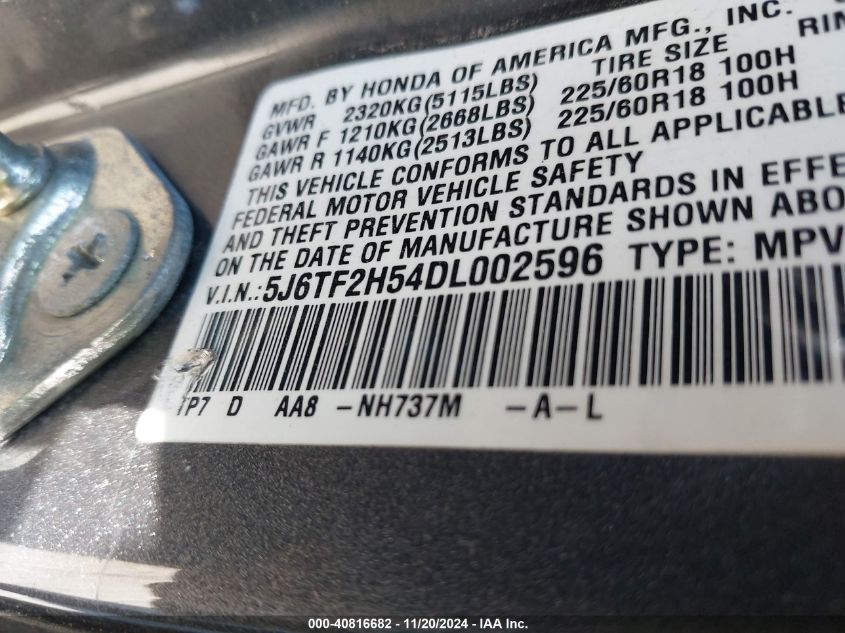 MFD. BY HONDA OF AMERICA MFG., INC.
TIRE SIZE RIN
GVWR 2320KG(5115LBS)
GAWR F 1210KG(2668LBS) 225/60R18 100H
GAWR R 1140KG(2513LBS) 225/60R18 100H
THIS VEHICLE CONFORMS TO ALL APPLICABLE
FEDERAL MOTOR VEHICLE SAFETY
AND THEFT PREVENTION STANDARDS IN EFFE
ON THE DATE OF MANUFACTURE SHOWN ABO
V.I.N.: 5J6TF2H54DL002596 TYPE: MPV
TP7 D AA8 -NH737M -A-L
000-40816682 - 11/20/2024 - IAA Inc.